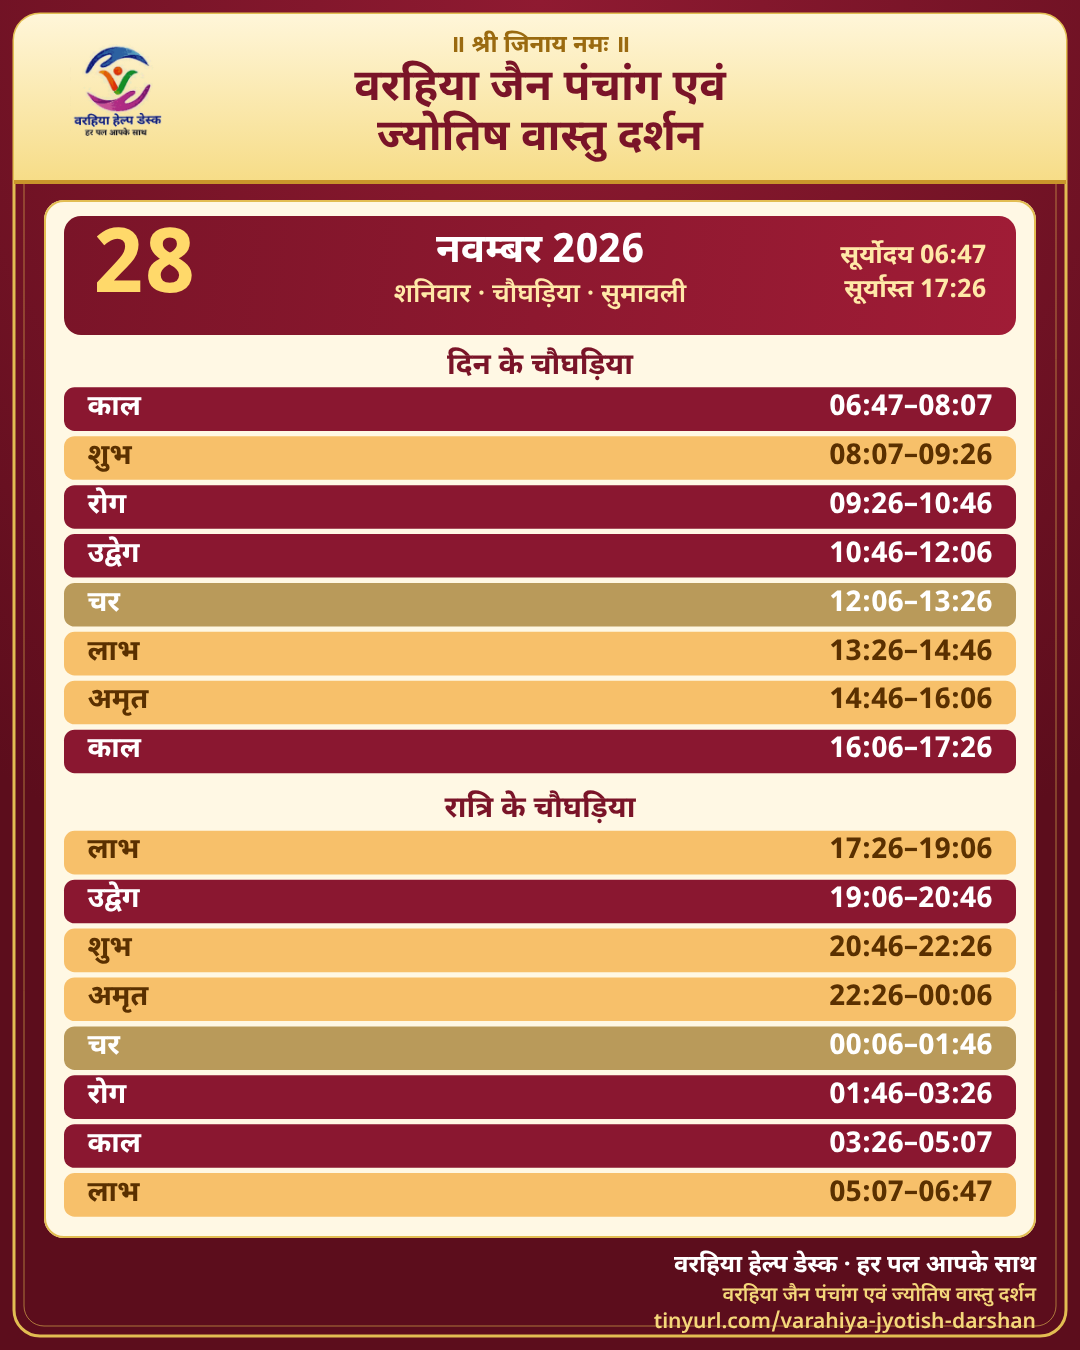 ॥ श्री जिनाय नमः ॥
वरहिया जैन पंचांग एवं
ज्योतिष वास्तु दर्शन
वरहिया हेल्प डेस्क
हर पल आपके साथ
28
नवम्बर 2026
शनिवार · चौघड़िया · सुमावली
सूर्योदय 06:47
सूर्यास्त 17:26
दिन के चौघड़िया
काल 06:47–08:07
शुभ 08:07–09:26
रोग 09:26–10:46
उद्वेग 10:46–12:06
चर 12:06–13:26
लाभ 13:26–14:46
अमृत 14:46–16:06
काल 16:06–17:26
रात्रि के चौघड़िया
लाभ 17:26–19:06
उद्वेग 19:06–20:46
शुभ 20:46–22:26
अमृत 22:26–00:06
चर 00:06–01:46
रोग 01:46–03:26
काल 03:26–05:07
लाभ 05:07–06:47
वरहिया हेल्प डेस्क · हर पल आपके साथ
वरहिया जैन पंचांग एवं ज्योतिष वास्तु दर्शन
tinyurl.com/varahiya-jyotish-darshan